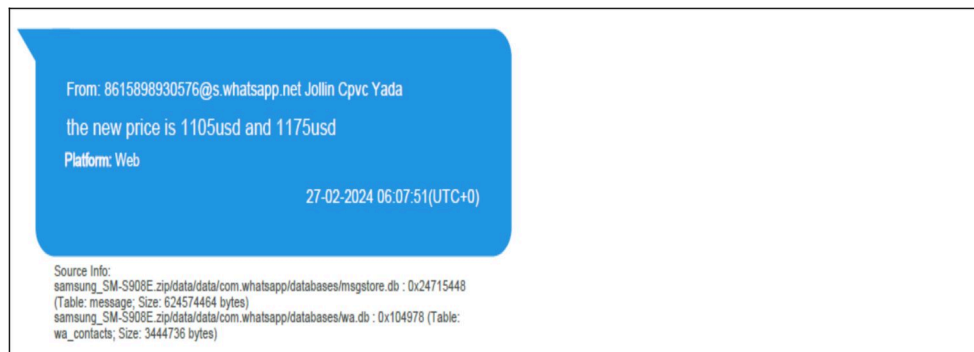 From: 8615898930576@s.whatsapp.net Jollin Cpvc Yada
the new price is 1105usd and 1175usd
Platform: Web
27-02-2024 06:07:51(UTC+0)
Source Info:
samsung_SM-S908E.zip/data/data/com.whatsapp/databases/msgstore.db : 0x24715448
(Table: message; Size: 624574464 bytes)
samsung_SM-S908E.zip/data/data/com.whatsapp/databases/wa.db : 0x104978 (Table:
wa_contacts; Size: 3444736 bytes)